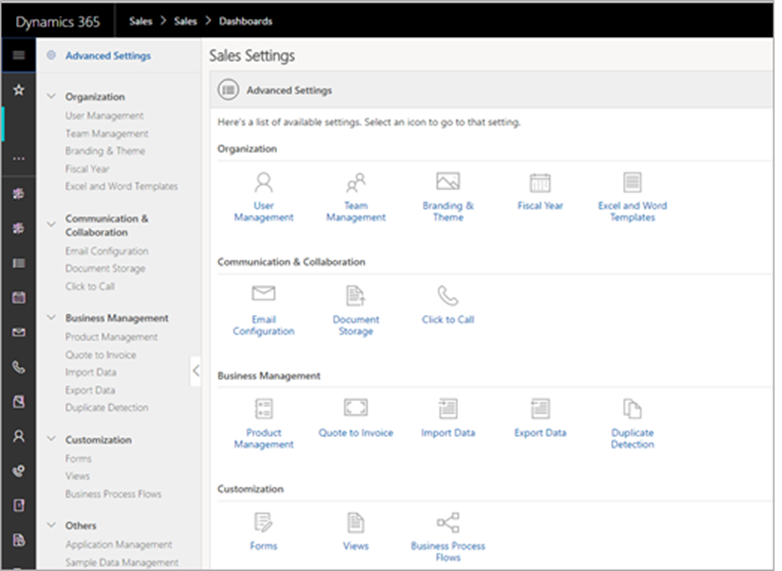 Dynamics 365
Sales > Sales > Dashboards
Advanced Settings
Organization
User Management
Team Management
Branding & Theme
Fiscal Year
Excel and Word Templates
Communication &
Collaboration
Email Configuration
Document Storage
Click to Call
Business Management
Product Management
Quote to Invoice
Import Data
Export Data
Duplicate Detection
Customization
Forms
Views
Business Process Flows
Others
Application Management
Sample Data Management
Sales Settings
Advanced Settings
Here's a list of available settings. Select an icon to go to that setting.
Organization
User
Management
Team
Management
Branding &
Theme
Fiscal Year
Excel and Word
Templates
Communication & Collaboration
Email
Configuration
Document
Storage
Click to Call
Business Management
Product
Management
Quote to Invoice
Import Data
Export Data
Duplicate
Detection
Customization
Forms
Views
Business Process
Flows